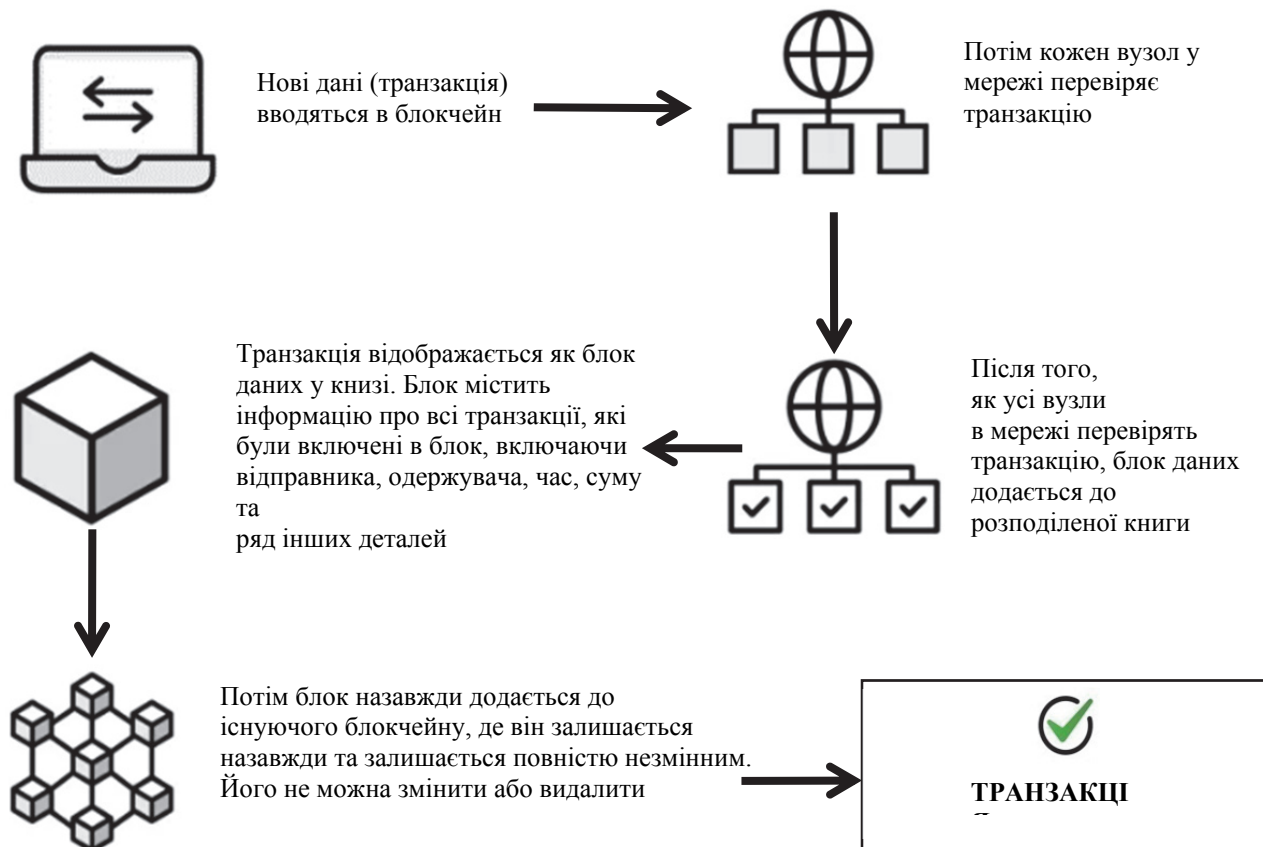 Нові дані (транзакція)
вводяться в блокчейн
Потім кожен вузол у
мережі перевіряє
транзакцію
Після того,
як усі вузли
в мережі перевірять
транзакцію, блок даних
додається до
розподіленої книги
Транзакція відображається як блок
даних у книзі. Блок містить
інформацію про всі транзакції, які
були включені в блок, включаючи
відправника, одержувача, час, суму
та
ряд інших деталей
Потім блок назавжди додається до
існуючого блокчейну, де він залишається
назавжди та залишається повністю незмінним.
Його не можна змінити або видалити
ТРАНЗАКЦІ